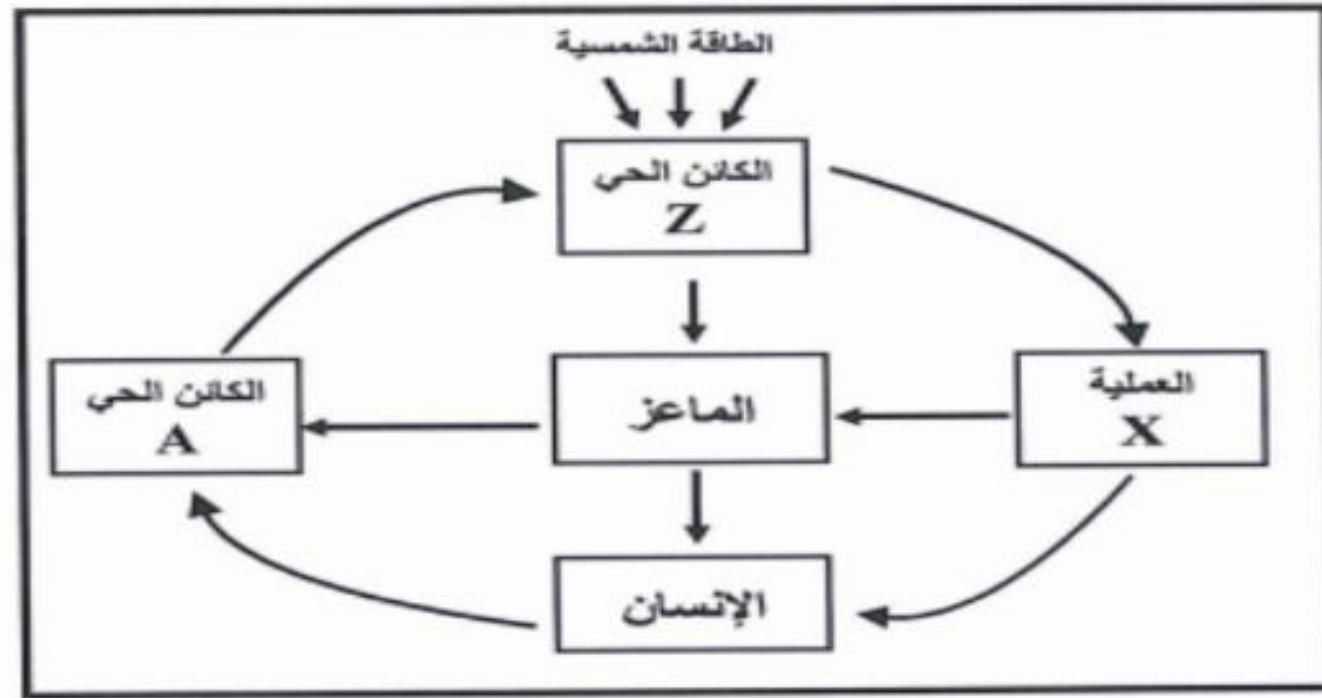 الطاقة الشمسية
الكائن الحي
Z
العملية
X
الماعز
الكائن الحي
A
الإنسان